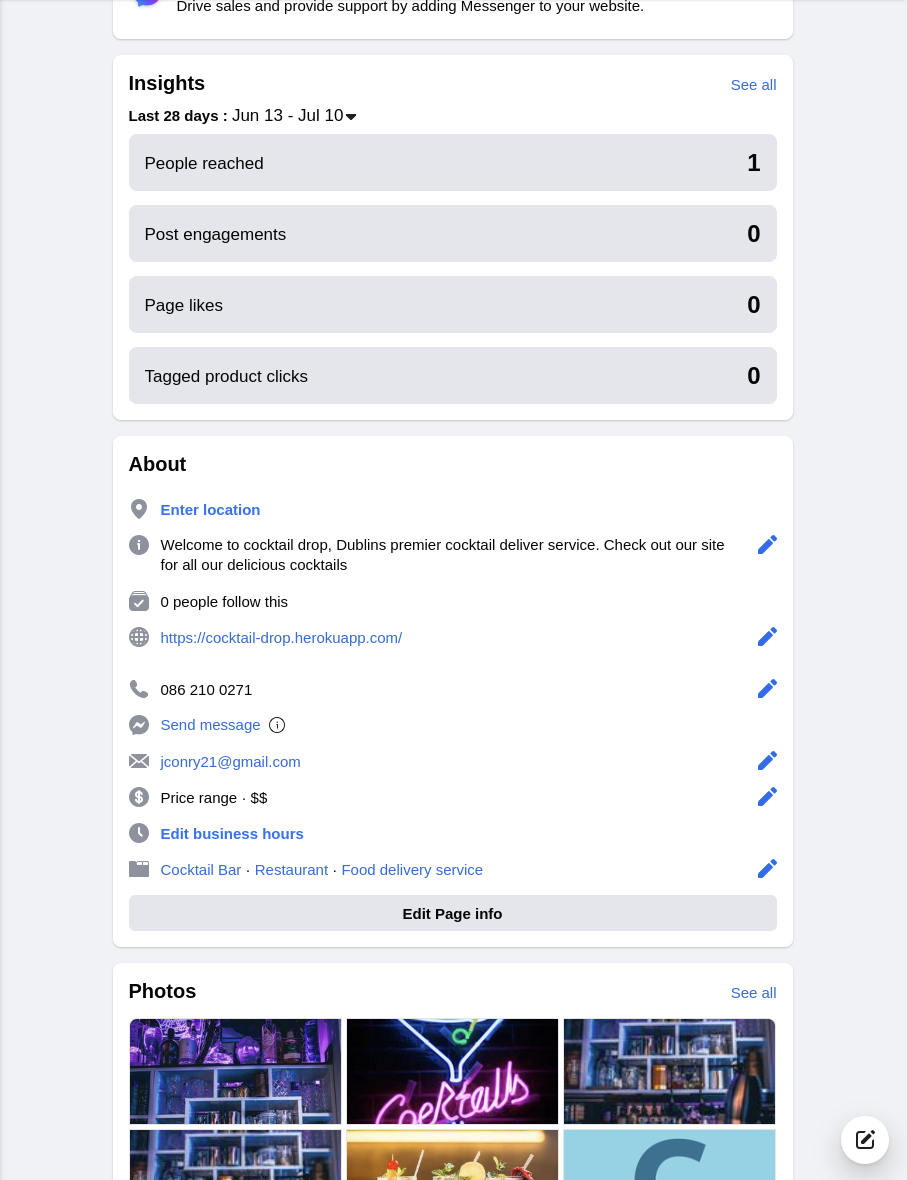 Drive sales and provide support by adding Messenger to your website.
Insights
See all
Last 28 days : Jun 13 - Jul 10
People reached 1
Post engagements 0
Page likes 0
Tagged product clicks 0
About
Enter location
Welcome to cocktail drop, Dublins premier cocktail deliver service. Check out our site
for all our delicious cocktails
0 people follow this
https://cocktail-drop.herokuapp.com/
086 210 0271
Send message
jconry21@gmail.com
Price range · $$
Edit business hours
Cocktail Bar · Restaurant · Food delivery service
Edit Page info
Photos
See all
Cocktails
C